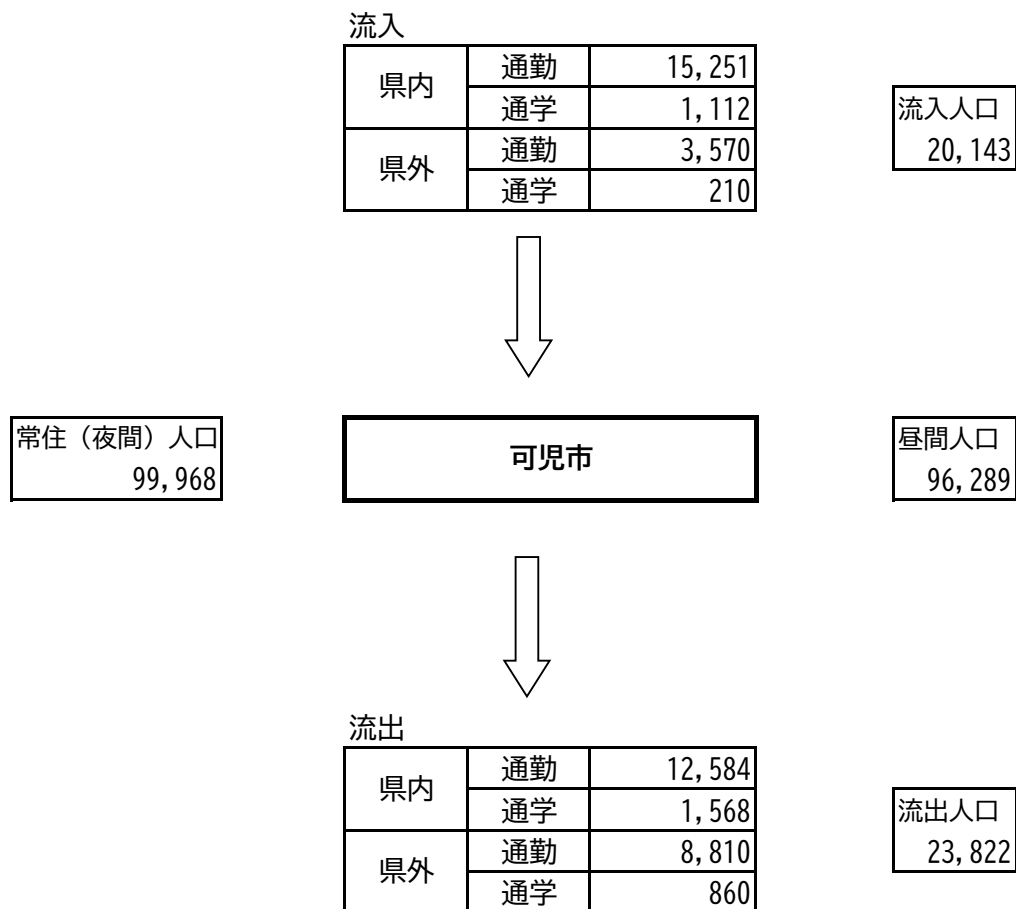 流入
県内 通勤 15,251
通学 1,112
県外 通勤 3,570
通学 210
流入人口
20,143
常住（夜間）人口
99,968
可児市
昼間人口
96,289
流出
県内 通勤 12,584
通学 1,568
県外 通勤 8,810
通学 860
流出人口
23,822